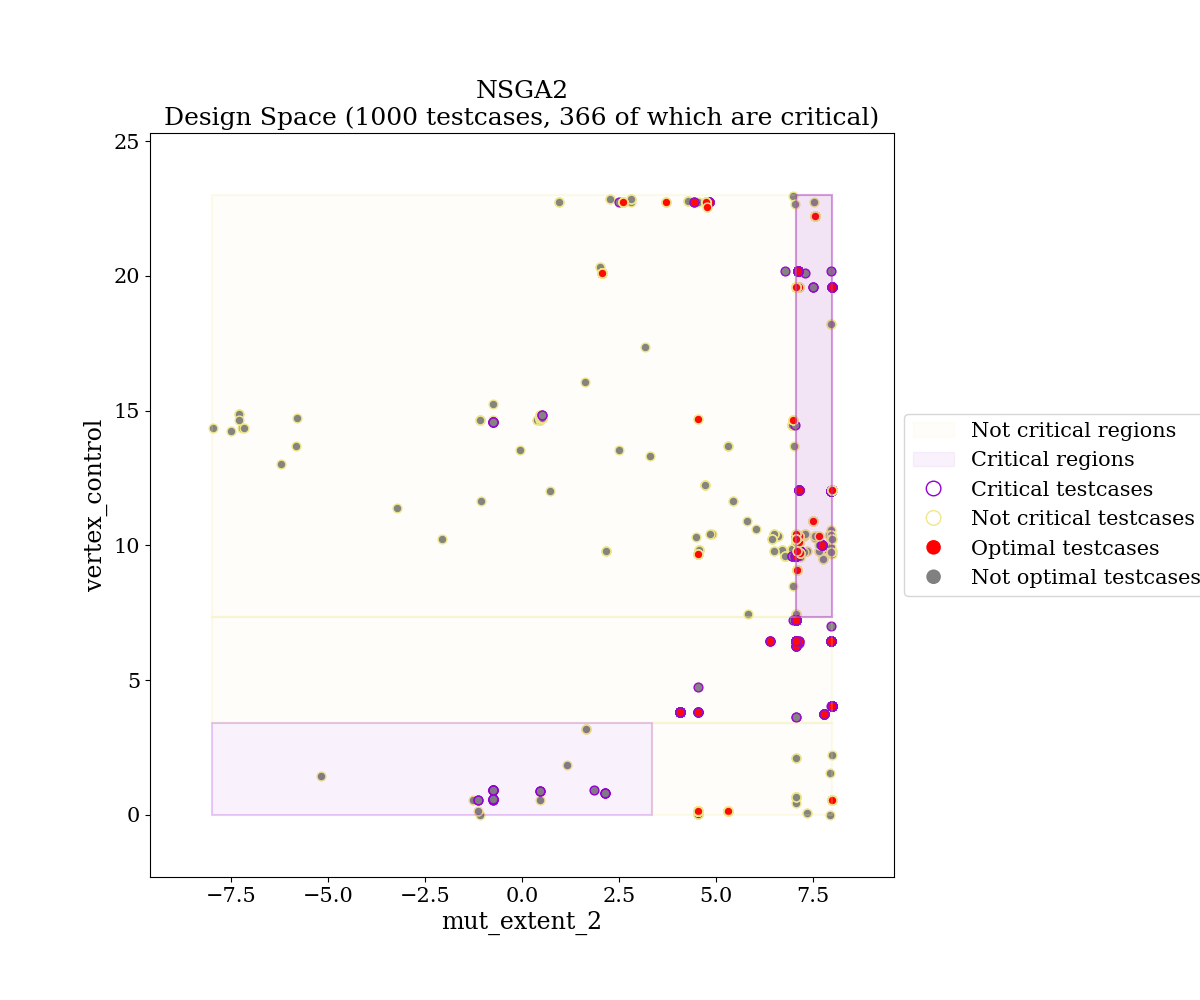 NSGA2
Design Space (1000 testcases, 366 of which are critical)
25
20
15
10
5
0
vertex_control
−7.5 −5.0 −2.5 0.0 2.5 5.0 7.5
mut_extent_2
Not critical regions
Critical regions
Critical testcases
Not critical testcases
Optimal testcases
Not optimal testcases